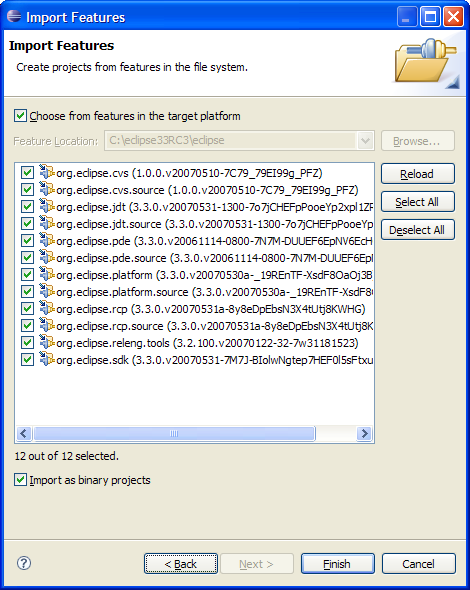 Import Features
Import Features
Create projects from features in the file system.
Choose from features in the target platform
Feature Location: C:\eclipse33RC3\eclipse Browse...
org.eclipse.cvs (1.0.0.v20070510-7C79_79EI99g_PFZ)
org.eclipse.cvs.source (1.0.0.v20070510-7C79_79EI99g_PFZ)
org.eclipse.jdt (3.3.0.v20070531-1300-7o7jCHEFpPooeYp2xpl1ZP
org.eclipse.jdt.source (3.3.0.v20070531-1300-7o7jCHEFpPooeYp
org.eclipse.pde (3.3.0.v20061114-0800-7N7M-DUUEF6EpNV6EcH
org.eclipse.pde.source (3.3.0.v20061114-0800-7N7M-DUUEF6Epl
org.eclipse.platform (3.3.0.v20070530a-_19REnTF-XsdF8OaOj3B
org.eclipse.platform.source (3.3.0.v20070530a-_19REnTF-XsdF8
org.eclipse.rcp (3.3.0.v20070531a-8y8eDpEbsN3X4tUtj8KWHG)
org.eclipse.rcp.source (3.3.0.v20070531a-8y8eDpEbsN3X4tUtj8K
org.eclipse.releng.tools (3.2.100.v20070122-32-7w31181523)
org.eclipse.sdk (3.3.0.v20070531-7M7J-BIolwNgtep7HEF0l5sFtxu
Reload
Select All
Deselect All
12 out of 12 selected.
Import as binary projects
? < Back Next > Finish Cancel